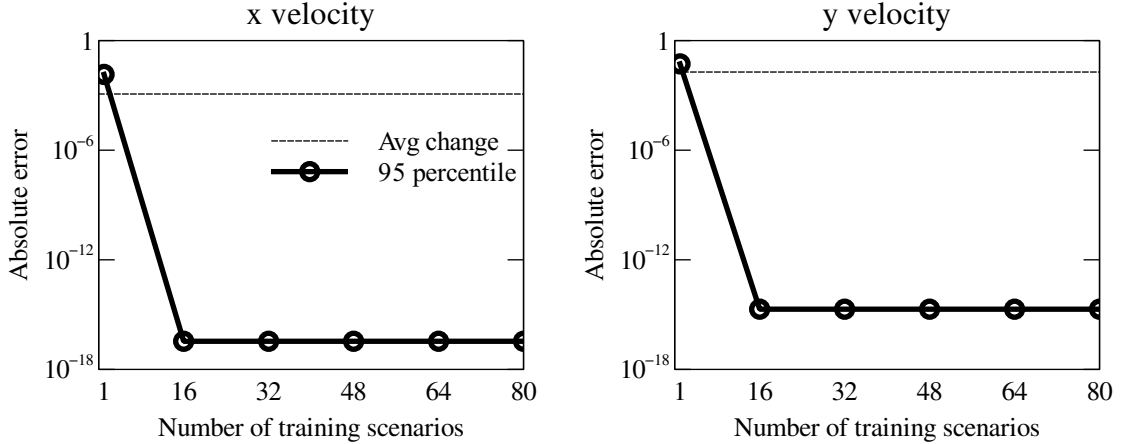 x velocity
1
10⁻⁶
10⁻¹²
10⁻¹⁸
Absolute error
Avg change
95 percentile
1 16 32 48 64 80
Number of training scenarios
y velocity
1
10⁻⁶
10⁻¹²
10⁻¹⁸
Absolute error
1 16 32 48 64 80
Number of training scenarios